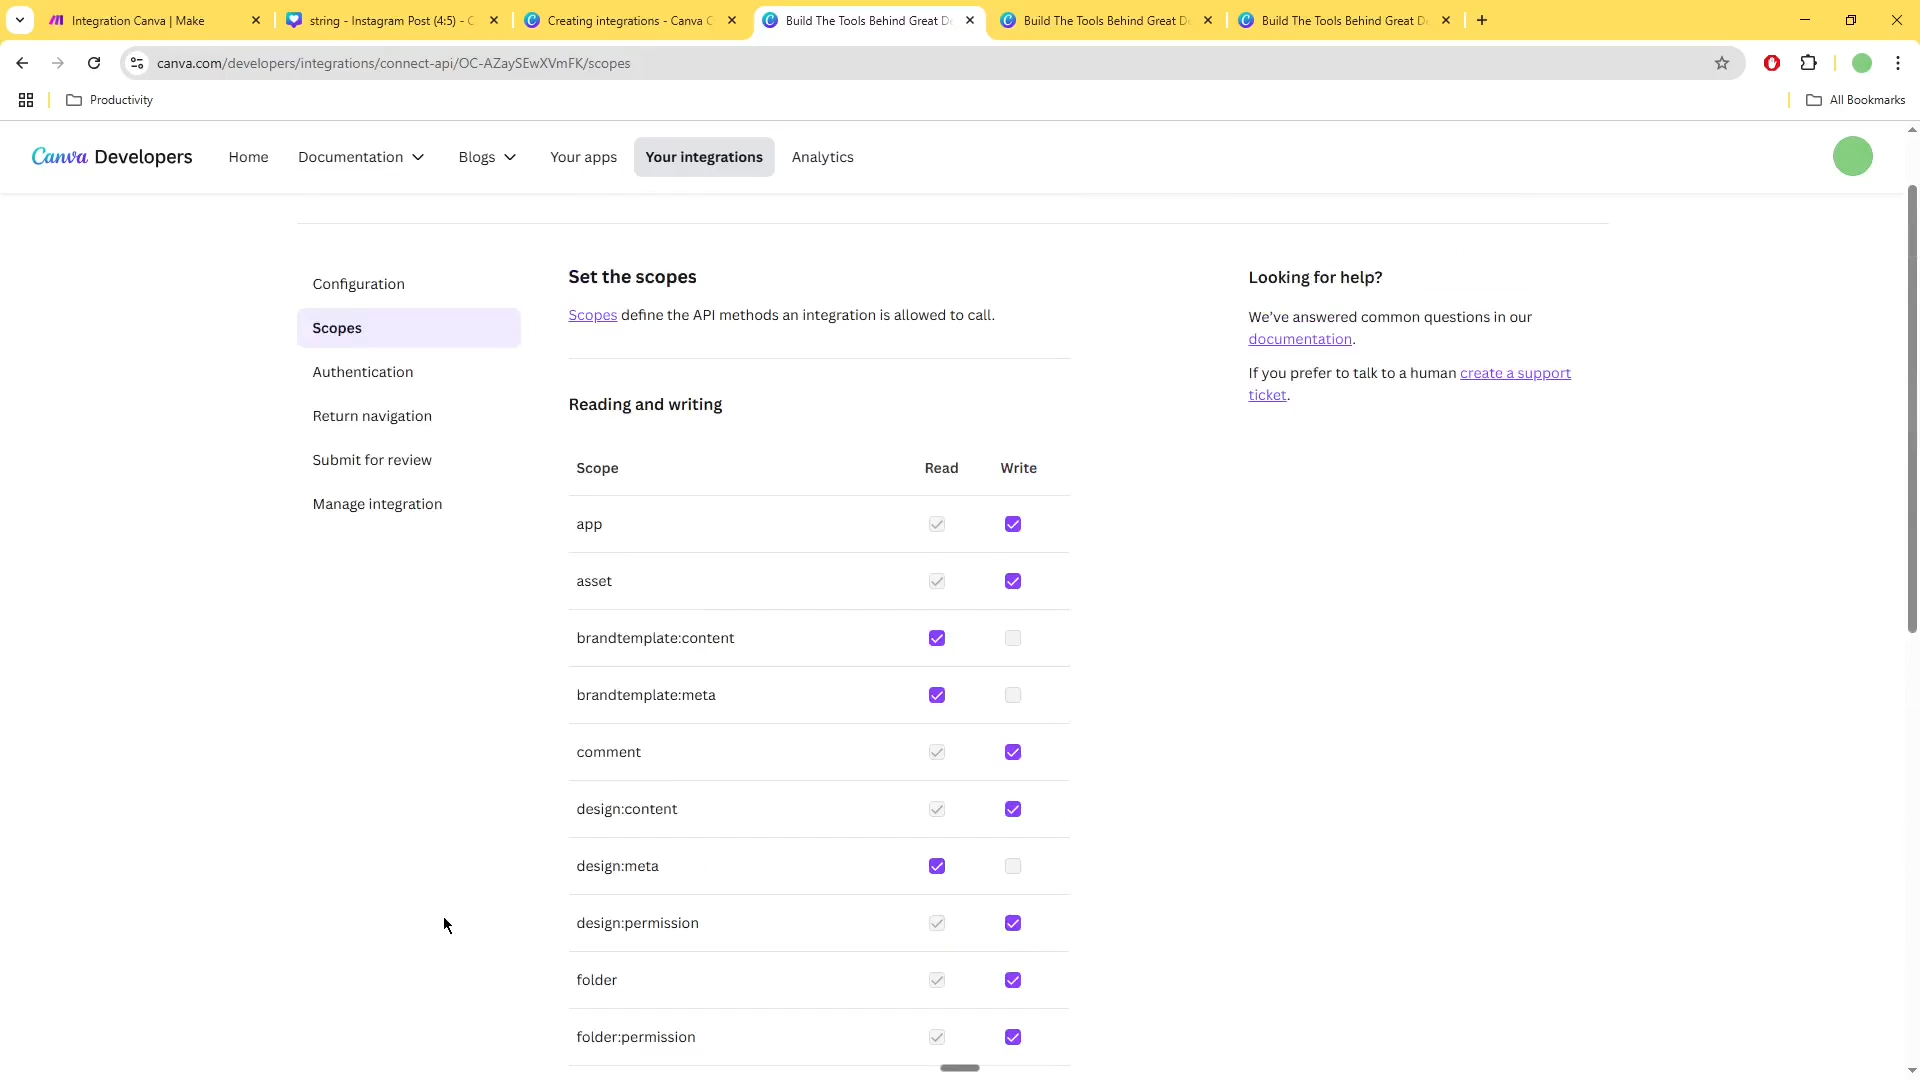 Integration Canva | Make
string - Instagram Post (4:5) - C
Creating integrations - Canva C
Build The Tools Behind Great De
Build The Tools Behind Great De
Build The Tools Behind Great D
canva.com/developers/integrations/connect-api/OC-AZaySEwXVmFK/scopes
Productivity
All Bookmarks
Canva Developers
Home
Documentation
Blogs
Your apps
Your integrations
Analytics
Configuration
Scopes
Authentication
Return navigation
Submit for review
Manage integration
Set the scopes
Scopes define the API methods an integration is allowed to call.
Reading and writing
Scope Read Write
app
asset
brandtemplate:content
brandtemplate:meta
comment
design:content
design:meta
design:permission
folder
folder:permission
Looking for help?
We've answered common questions in our
documentation.
If you prefer to talk to a human create a support
ticket.